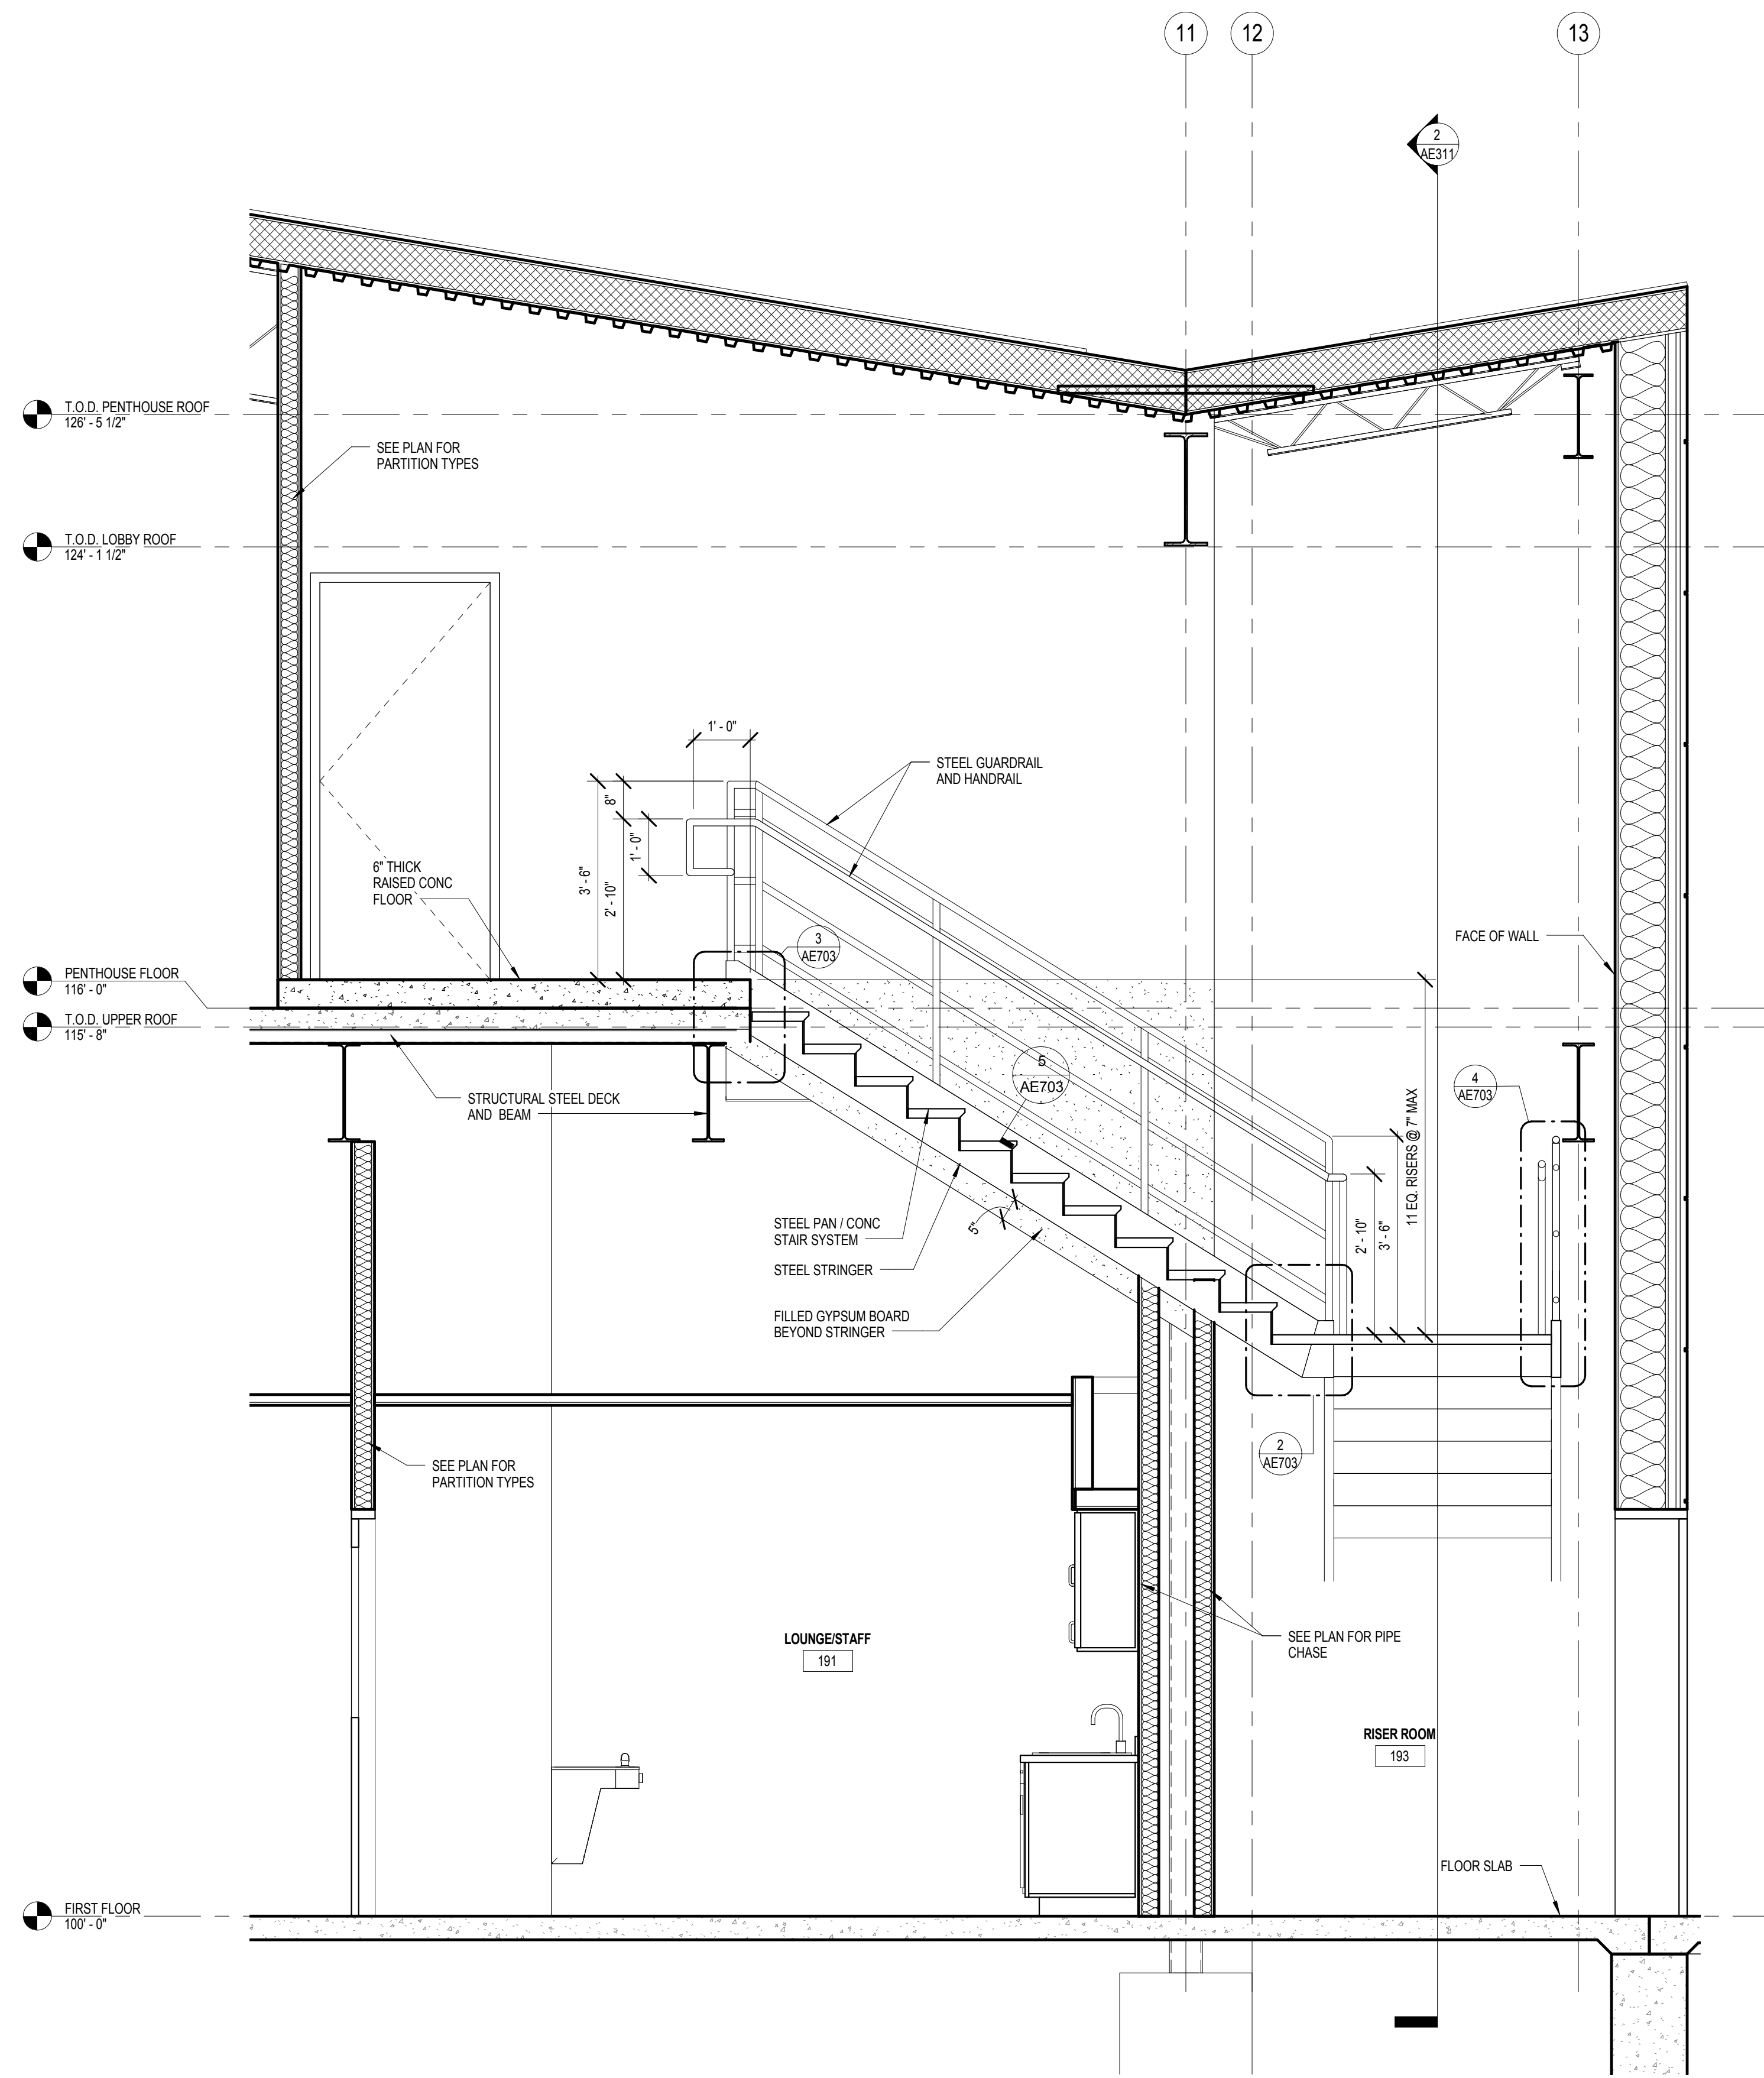 11
12
13
2
AE311
T.O.D. PENTHOUSE ROOF
126' - 5 1/2"
SEE PLAN FOR
PARTITION TYPES
T.O.D. LOBBY ROOF
124' - 1 1/2"
1' - 0"
STEEL GUARDRAIL
AND HANDRAIL
8"
1' - 0"
3' - 6"
2' - 10"
6" THICK
RAISED CONC
FLOOR
3
AE703
FACE OF WALL
PENTHOUSE FLOOR
116' - 0"
T.O.D. UPPER ROOF
115' - 8"
5
AE703
4
AE703
STRUCTURAL STEEL DECK
AND BEAM
11 EQ. RISERS @ 7" MAX
2' - 10"
3' - 6"
5"
STEEL PAN / CONC
STAIR SYSTEM
STEEL STRINGER
FILLED GYPSUM BOARD
BEYOND STRINGER
2
AE703
SEE PLAN FOR
PARTITION TYPES
LOUNGE/STAFF
191
SEE PLAN FOR PIPE
CHASE
RISER ROOM
193
FLOOR SLAB
FIRST FLOOR
100' - 0"